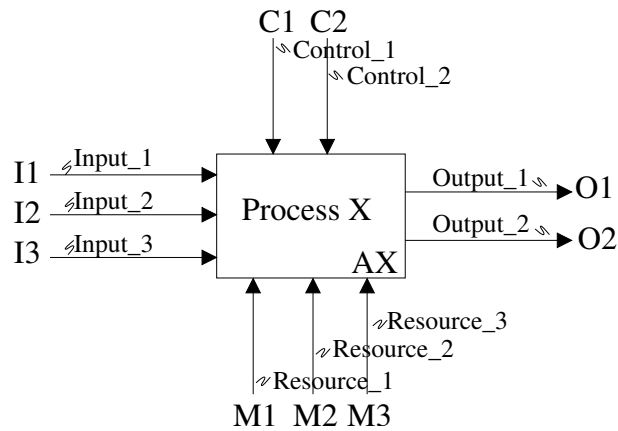 C1 C2
Control_1
Control_2
I1 Input_1
I2 Input_2
I3 Input_3
Process X
AX
Output_1 O1
Output_2 O2
Resource_3
Resource_2
Resource_1
M1 M2 M3